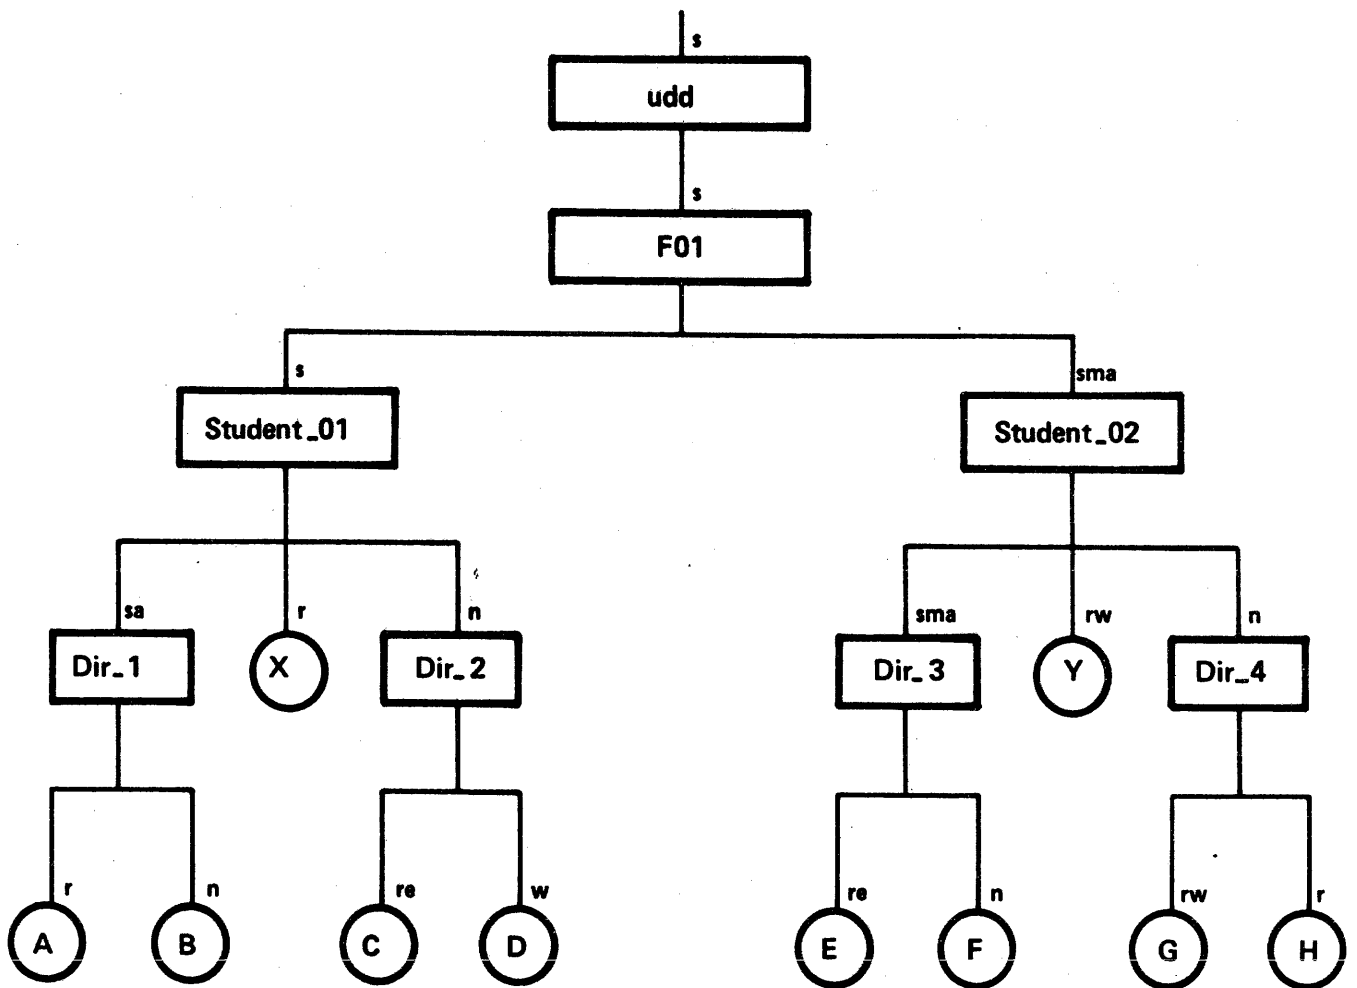 s
udd
s
F01
s
sma
Student_01
Student_02
sa
r
n
sma
rw
n
Dir_1
X
Dir_2
Dir_3
Y
Dir_4
r
n
re
w
re
n
rw
r
A
B
C
D
E
F
G
H